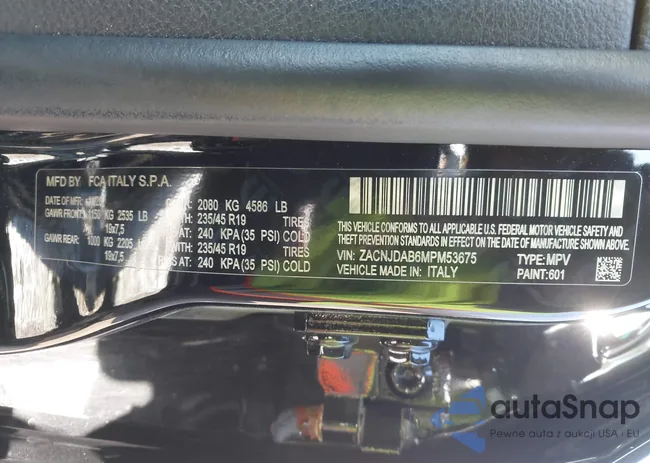 MFD BY FCA ITALY S.P.A.
DATE OF MFR : 2080 KG 4586 LB
GAWR FRONT: 1150 KG 2535 LB 235/45 R19 TIRES
19x7,5 AT: 240 KPA(35 PSI) COLD
GAWR REAR: 1000 KG 2205 LB 235/45 R19 TIRES
19x7,5 AT: 240 KPA(35 PSI) COLD
THIS VEHICLE CONFORMS TO ALL APPLICABLE U.S. FEDERAL MOTOR VEHICLE SAFETY
AND THEFT PREVENTION STANDARDS IN EFFECT ON THE DATE OF MANUFACTURE SHOWN ABOVE
VIN: ZACNJDAB6MPM53675 TYPE: MPV
VEHICLE MADE IN: ITALY PAINT:601
autaSnap
Pewne auta z aukcji USA i EU